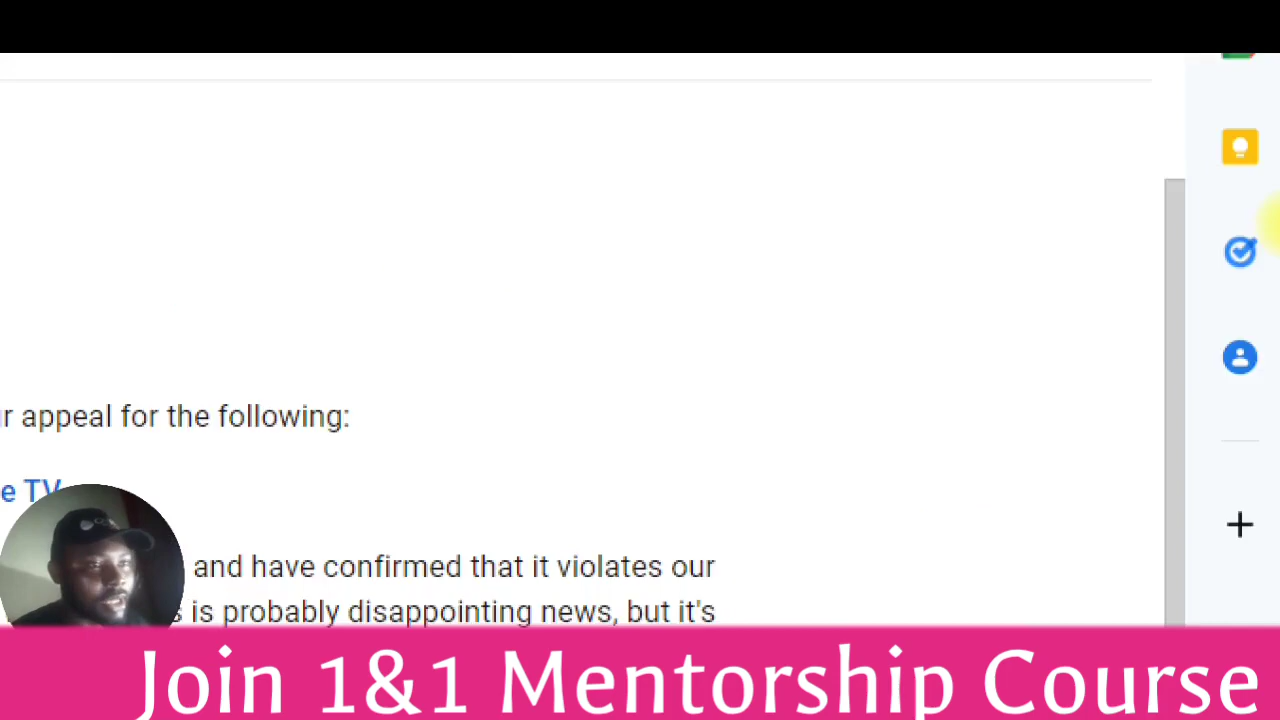 appeal for the following:
e TV
and have confirmed that it violates our
is probably disappointing news, but it's
Join 1&1 Mentorship Course